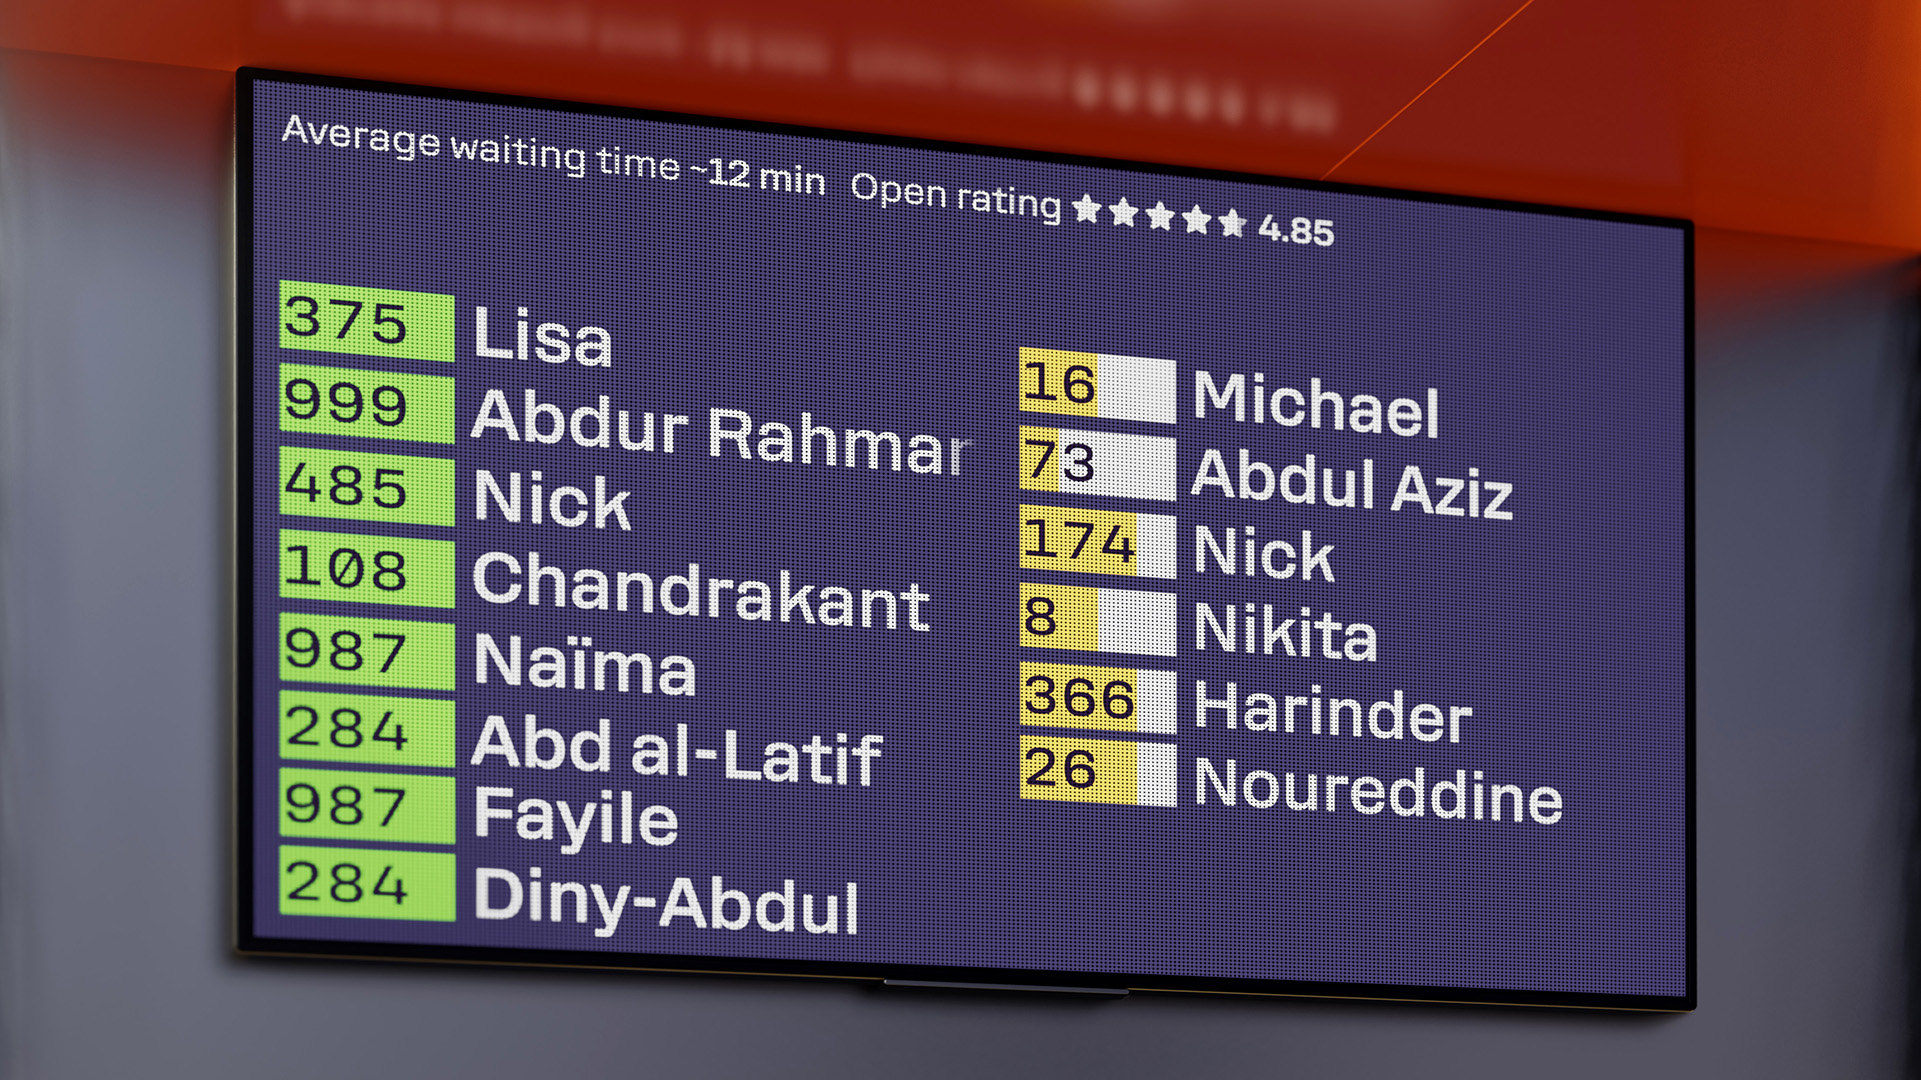 Average waiting time ~12 min Open rating ★★★★★ 4.85
375 Lisa
999 Abdur Rahmar
485 Nick
108 Chandrakant
987 Naïma
284 Abd al-Latif
987 Fayile
284 Diny-Abdul
16 Michael
73 Abdul Aziz
174 Nick
8 Nikita
366 Harinder
26 Noureddine